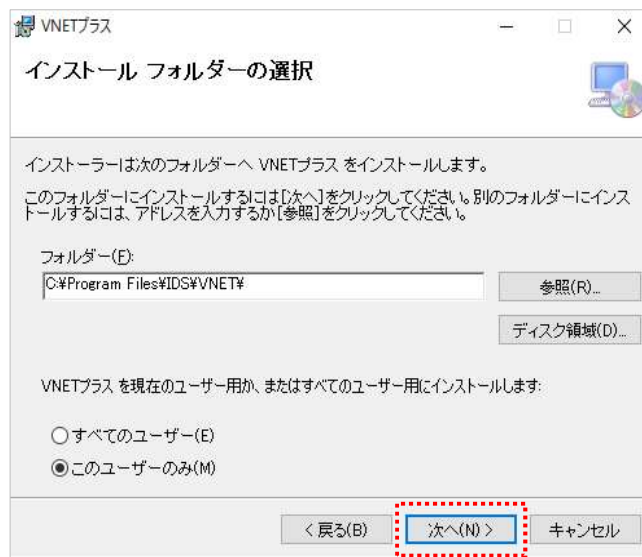 VNETプラス
インストール フォルダーの選択
インストーラーは次のフォルダーへ VNETプラス をインストールします。
このフォルダーにインストールするには[次へ]をクリックしてください。別のフォルダーにインス
トールするには、アドレスを入力するか[参照]をクリックしてください。
フォルダー(F):
C:¥Program Files¥IDS¥VNET¥
参照(R)...
ディスク領域(D)...
VNETプラス を現在のユーザー用か、またはすべてのユーザー用にインストールします:
すべてのユーザー(E)
このユーザーのみ(M)
< 戻る(B)
次へ(N) >
キャンセル